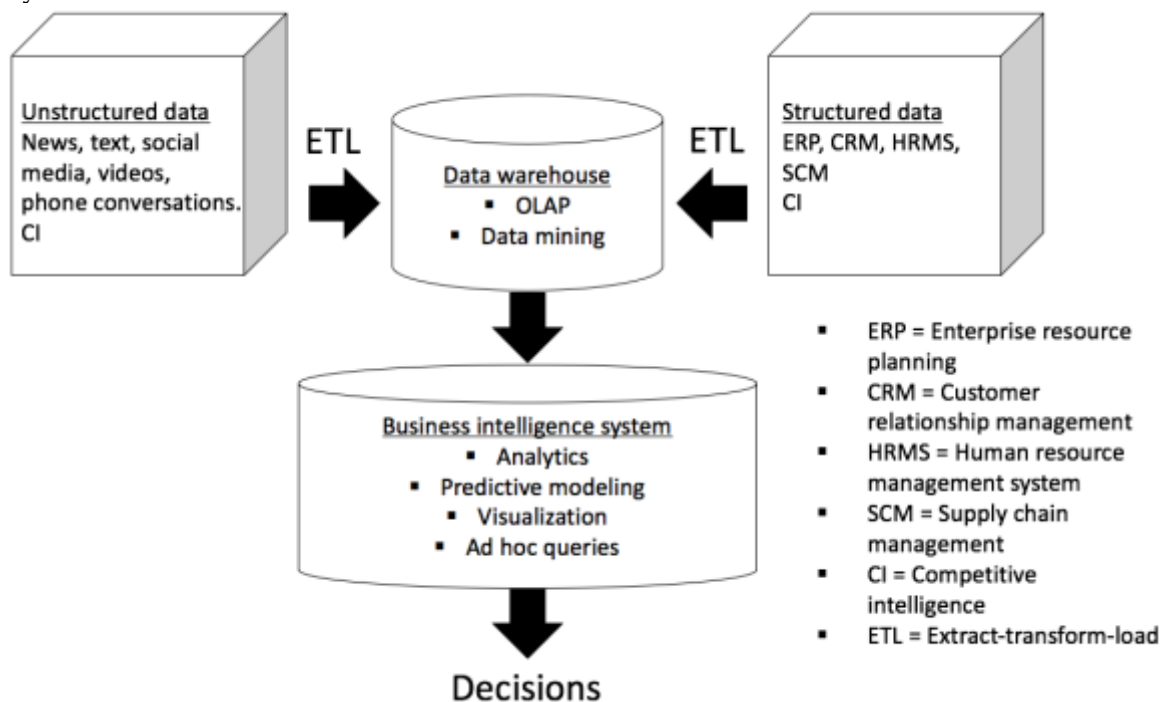 Unstructured data
News, text, social
media, videos,
phone conversations.
CI
ETL
Data warehouse
▪ OLAP
▪ Data mining
ETL
Structured data
ERP, CRM, HRMS,
SCM
CI
Business intelligence system
▪ Analytics
▪ Predictive modeling
▪ Visualization
▪ Ad hoc queries
Decisions
▪ ERP = Enterprise resource
planning
▪ CRM = Customer
relationship management
▪ HRMS = Human resource
management system
▪ SCM = Supply chain
management
▪ CI = Competitive
intelligence
▪ ETL = Extract-transform-load